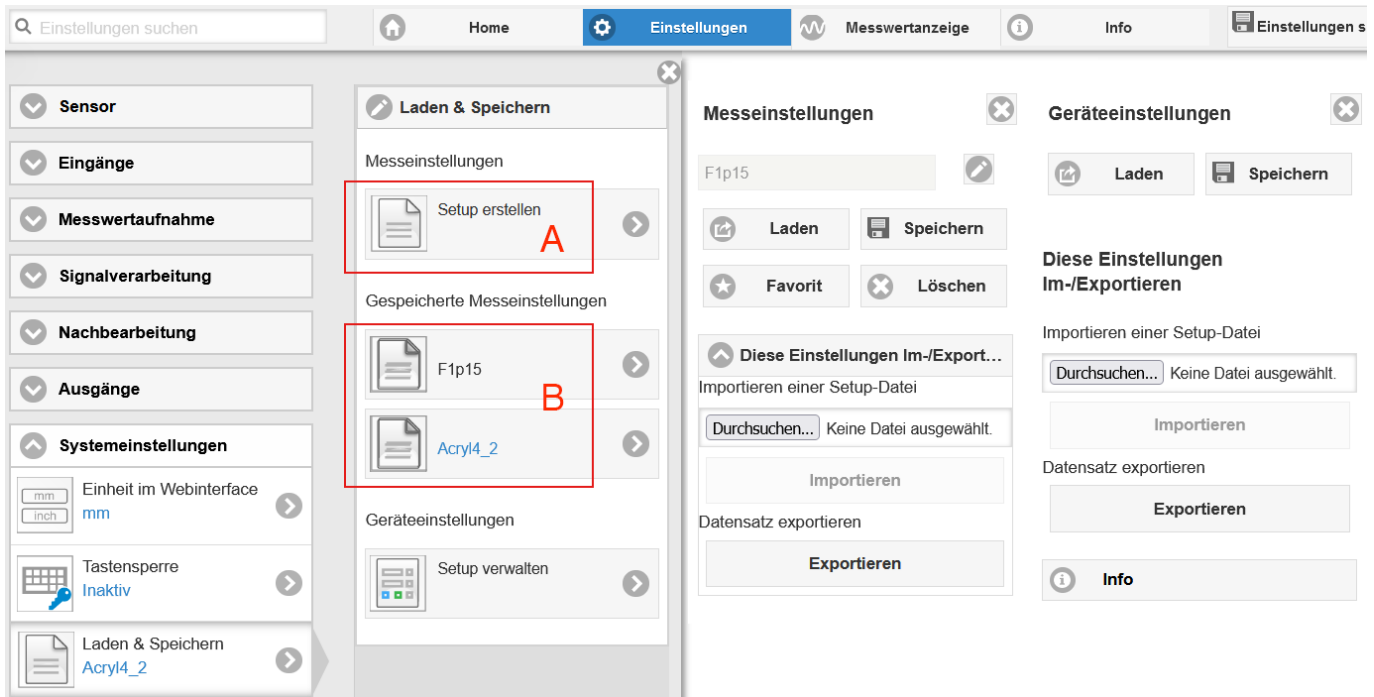 Einstellungen suchen
Home
Einstellungen
Messwertanzeige
Info
Einstellungen s
Sensor
Eingänge
Messwertaufnahme
Signalverarbeitung
Nachbearbeitung
Ausgänge
Systemeinstellungen
mm
inch
Einheit im Webinterface
mm
Tastensperre
Inaktiv
Laden & Speichern
Acryl4_2
Laden & Speichern
Messeinstellungen
Setup erstellen
A
Gespeicherte Messeinstellungen
F1p15
B
Acryl4_2
Geräteeinstellungen
Setup verwalten
Messeinstellungen
F1p15
Laden
Speichern
Favorit
Löschen
Diese Einstellungen Im-/Export...
Importieren einer Setup-Datei
Durchsuchen... Keine Datei ausgewählt.
Importieren
Datensatz exportieren
Exportieren
Geräteeinstellungen
Laden
Speichern
Diese Einstellungen
Im-/Exportieren
Importieren einer Setup-Datei
Durchsuchen... Keine Datei ausgewählt.
Importieren
Datensatz exportieren
Exportieren
Info